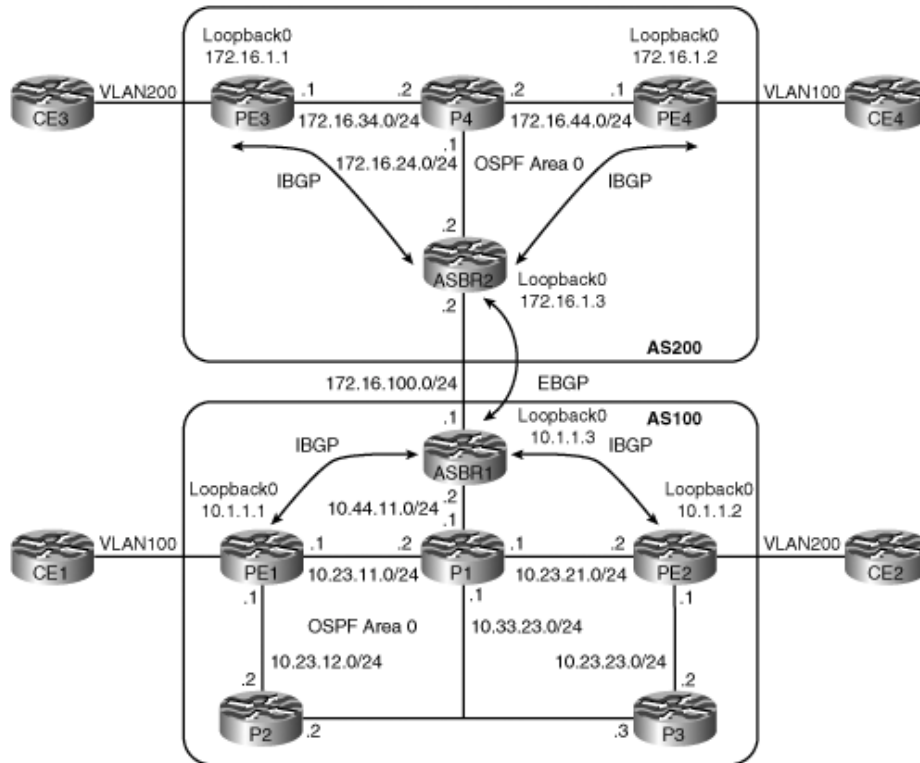 Loopback0
172.16.1.1
Loopback0
172.16.1.2
VLAN200
.1
.2
.2
.1
VLAN100
CE3
PE3
P4
PE4
CE4
172.16.34.0/24
172.16.44.0/24
.1
172.16.24.0/24
OSPF Area 0
IBGP
IBGP
.2
ASBR2
Loopback0
172.16.1.3
.2
AS200
172.16.100.0/24
EBGP
AS100
.1
Loopback0
10.1.1.3
IBGP
IBGP
ASBR1
Loopback0
10.1.1.1
Loopback0
10.1.1.2
10.44.11.0/24
.2
.1
VLAN100
.1
.2
.1
.2
VLAN200
CE1
PE1
P1
PE2
CE2
10.23.11.0/24
10.23.21.0/24
.1
.1
.1
OSPF Area 0
10.33.23.0/24
10.23.12.0/24
10.23.23.0/24
.2
.2
P2
.2
.3
P3